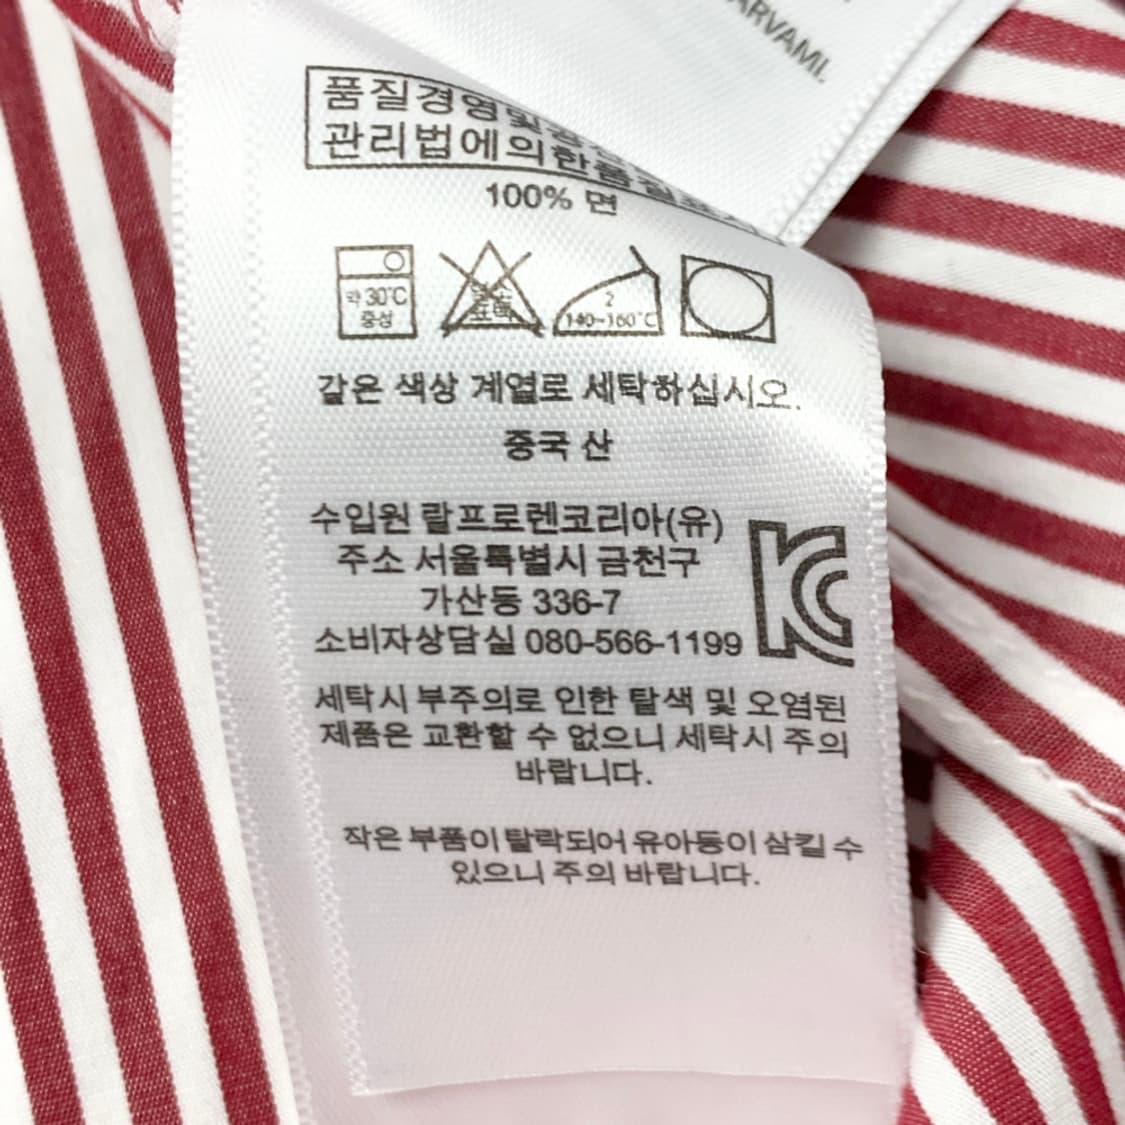 ARVAMI.
품질경영및공
관리법에의한품질표
100% 면
약 30℃
중성
염소
표백
2
140~160℃
같은 색상 계열로 세탁하십시오.
중국 산
수입원 랄프로렌코리아(유)
주소 서울특별시 금천구
가산동 336-7
소비자상담실 080-566-1199
KC
세탁시 부주의로 인한 탈색 및 오염된
제품은 교환할 수 없으니 세탁시 주의
바랍니다.
작은 부품이 탈락되어 유아등이 삼킬 수
있으니 주의 바랍니다.